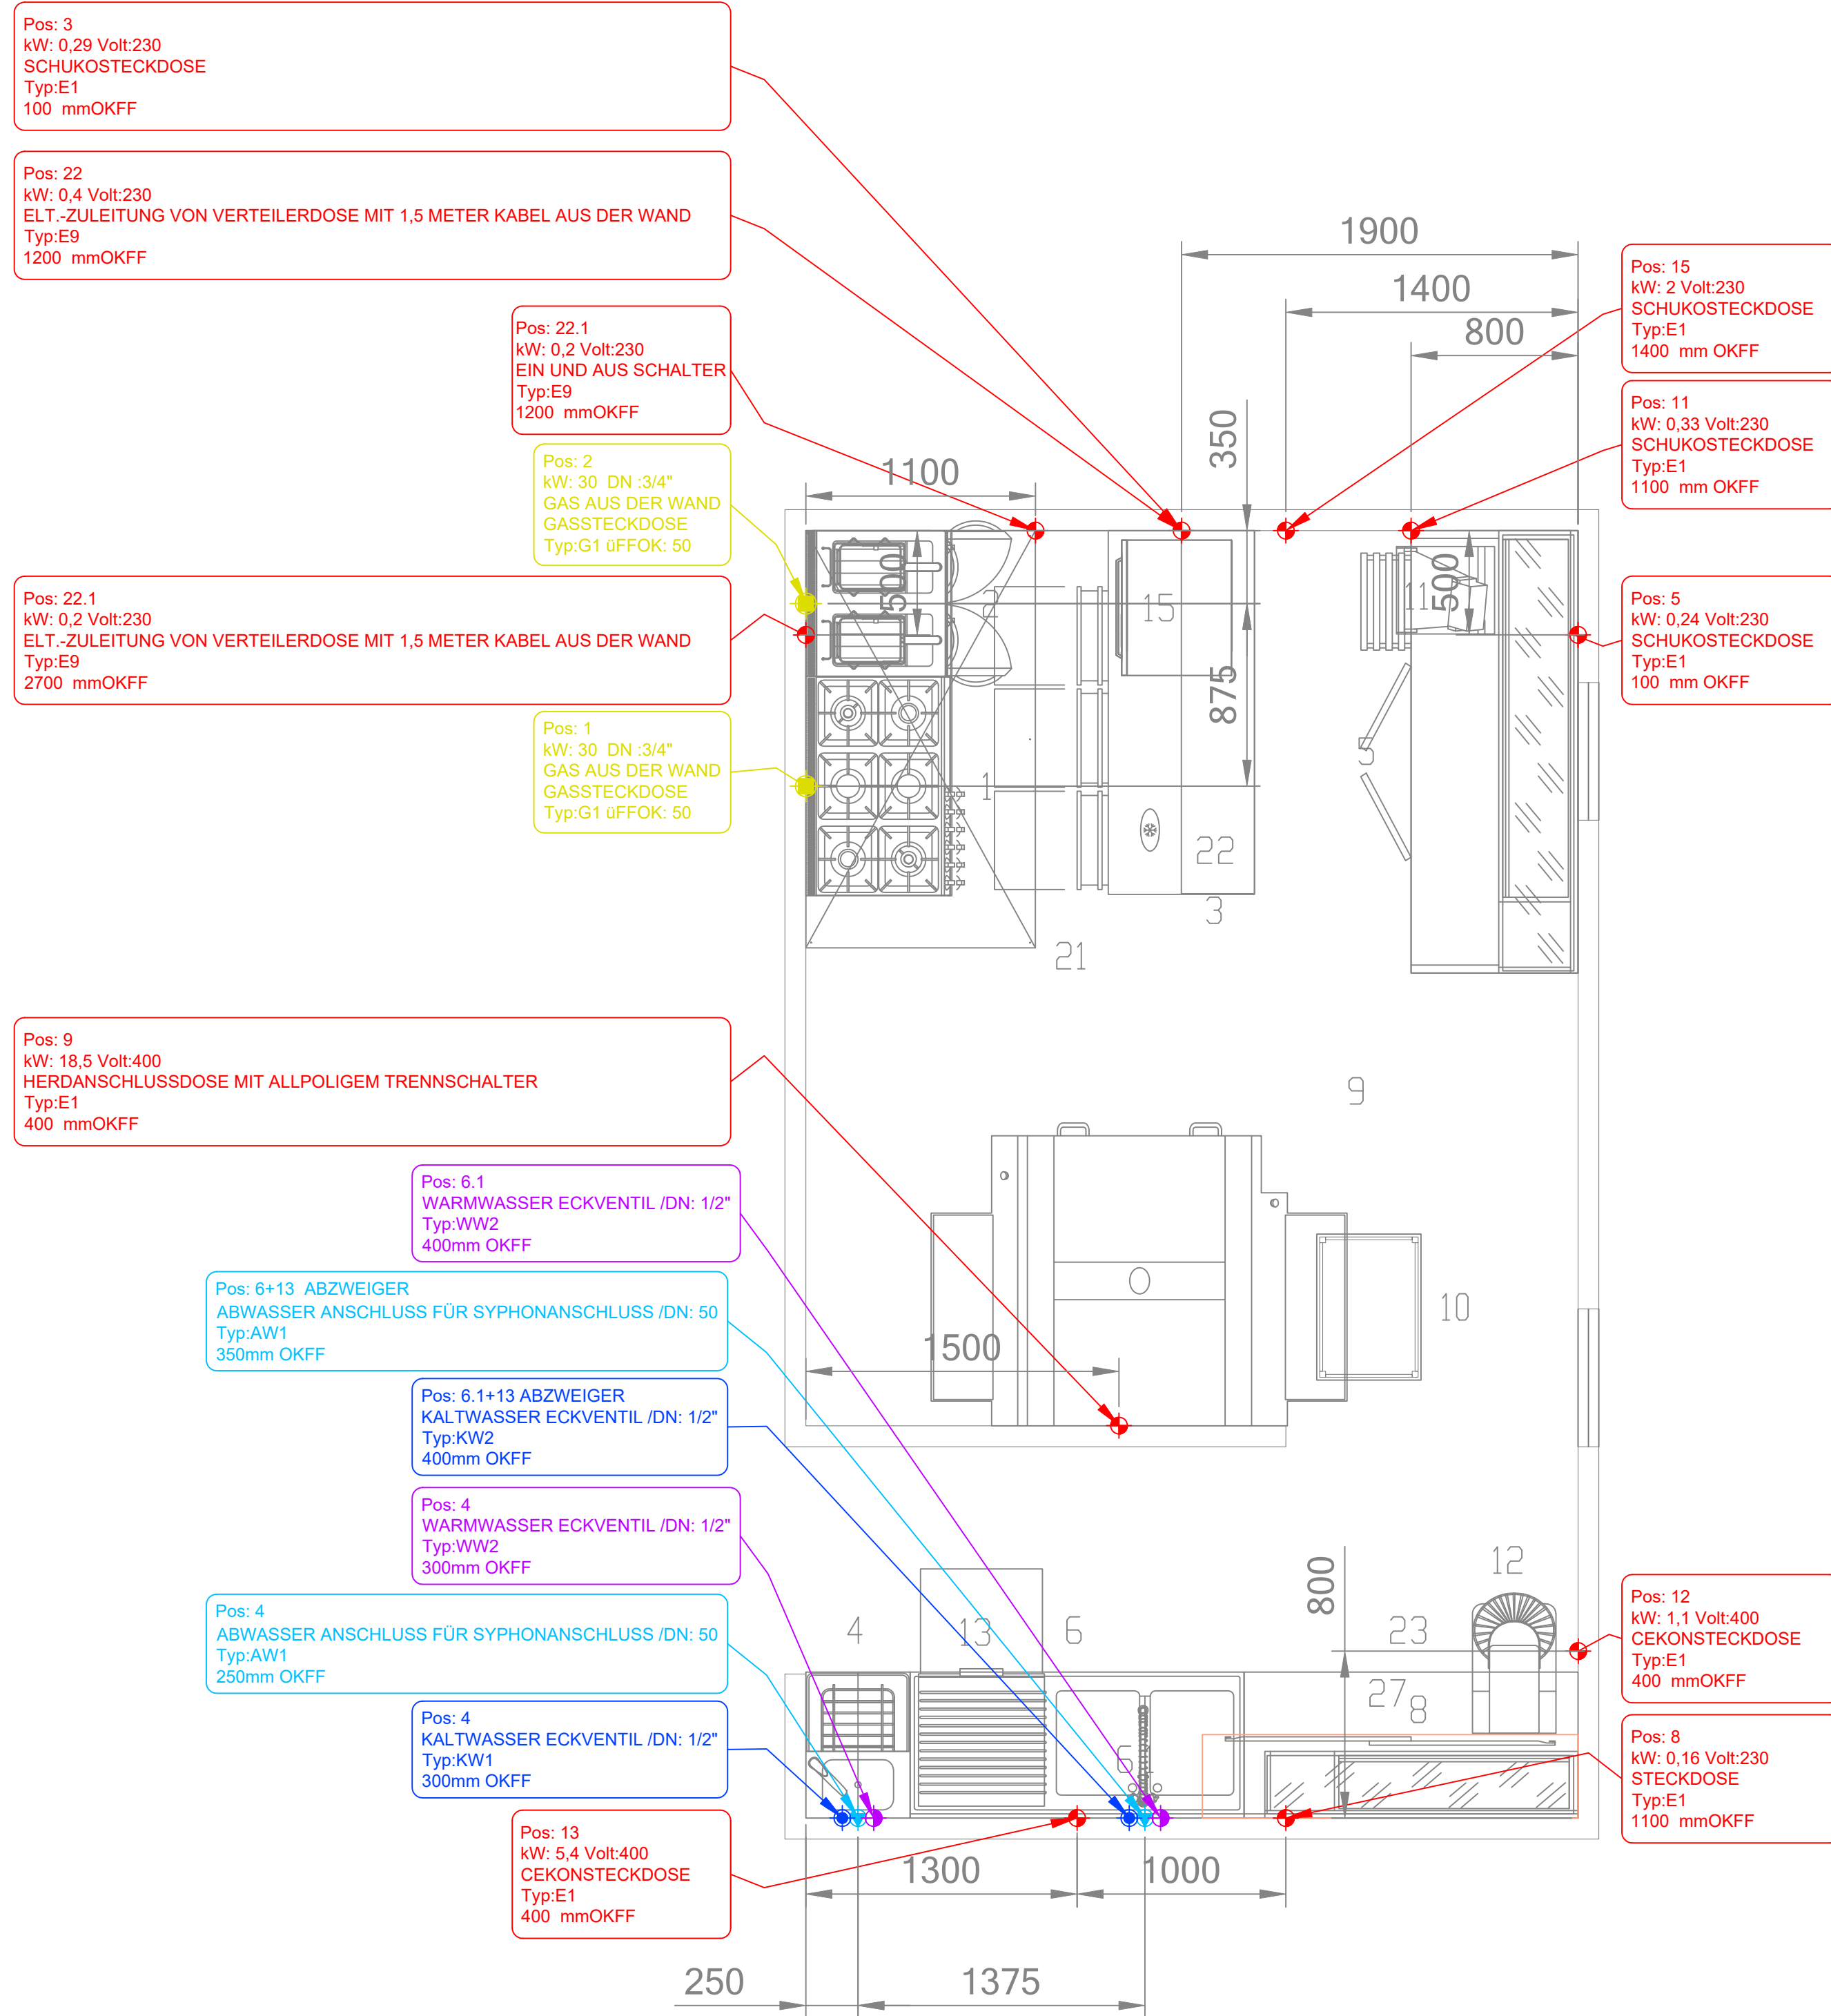 Pos: 3
kW: 0,29 Volt:230
SCHUKOSTECKDOSE
Typ:E1
100 mmOKFF
Pos: 22
kW: 0,4 Volt:230
ELT.-ZULEITUNG VON VERTEILERDOSE MIT 1,5 METER KABEL AUS DER WAND
Typ:E9
1200 mmOKFF
Pos: 22.1
kW: 0,2 Volt:230
EIN UND AUS SCHALTER
Typ:E9
1200 mmOKFF
Pos: 2
kW: 30 DN :3/4"
GAS AUS DER WAND
GASSTECKDOSE
Typ:G1 üFFOK: 50
Pos: 22.1
kW: 0,2 Volt:230
ELT.-ZULEITUNG VON VERTEILERDOSE MIT 1,5 METER KABEL AUS DER WAND
Typ:E9
2700 mmOKFF
Pos: 1
kW: 30 DN :3/4"
GAS AUS DER WAND
GASSTECKDOSE
Typ:G1 üFFOK: 50
Pos: 9
kW: 18,5 Volt:400
HERDANSCHLUSSDOSE MIT ALLPOLIGEM TRENNSCHALTER
Typ:E1
400 mmOKFF
Pos: 6.1
WARMWASSER ECKVENTIL /DN: 1/2"
Typ:WW2
400mm OKFF
Pos: 6+13 ABZWEIGER
ABWASSER ANSCHLUSS FÜR SYPHONANSCHLUSS /DN: 50
Typ:AW1
350mm OKFF
Pos: 6.1+13 ABZWEIGER
KALTWASSER ECKVENTIL /DN: 1/2"
Typ:KW2
400mm OKFF
Pos: 4
WARMWASSER ECKVENTIL /DN: 1/2"
Typ:WW2
300mm OKFF
Pos: 4
ABWASSER ANSCHLUSS FÜR SYPHONANSCHLUSS /DN: 50
Typ:AW1
250mm OKFF
Pos: 4
KALTWASSER ECKVENTIL /DN: 1/2"
Typ:KW1
300mm OKFF
Pos: 13
kW: 5,4 Volt:400
CEKONSTECKDOSE
Typ:E1
400 mmOKFF
1900
1400
800
350
1100
500
2
15
11
500
875
5
1
22
3
21
9
10
1500
12
800
4
13
6
23
27
8
1300
1000
250
1375
Pos: 15
kW: 2 Volt:230
SCHUKOSTECKDOSE
Typ:E1
1400 mm OKFF
Pos: 11
kW: 0,33 Volt:230
SCHUKOSTECKDOSE
Typ:E1
1100 mm OKFF
Pos: 5
kW: 0,24 Volt:230
SCHUKOSTECKDOSE
Typ:E1
100 mm OKFF
Pos: 12
kW: 1,1 Volt:400
CEKONSTECKDOSE
Typ:E1
400 mmOKFF
Pos: 8
kW: 0,16 Volt:230
STECKDOSE
Typ:E1
1100 mmOKFF